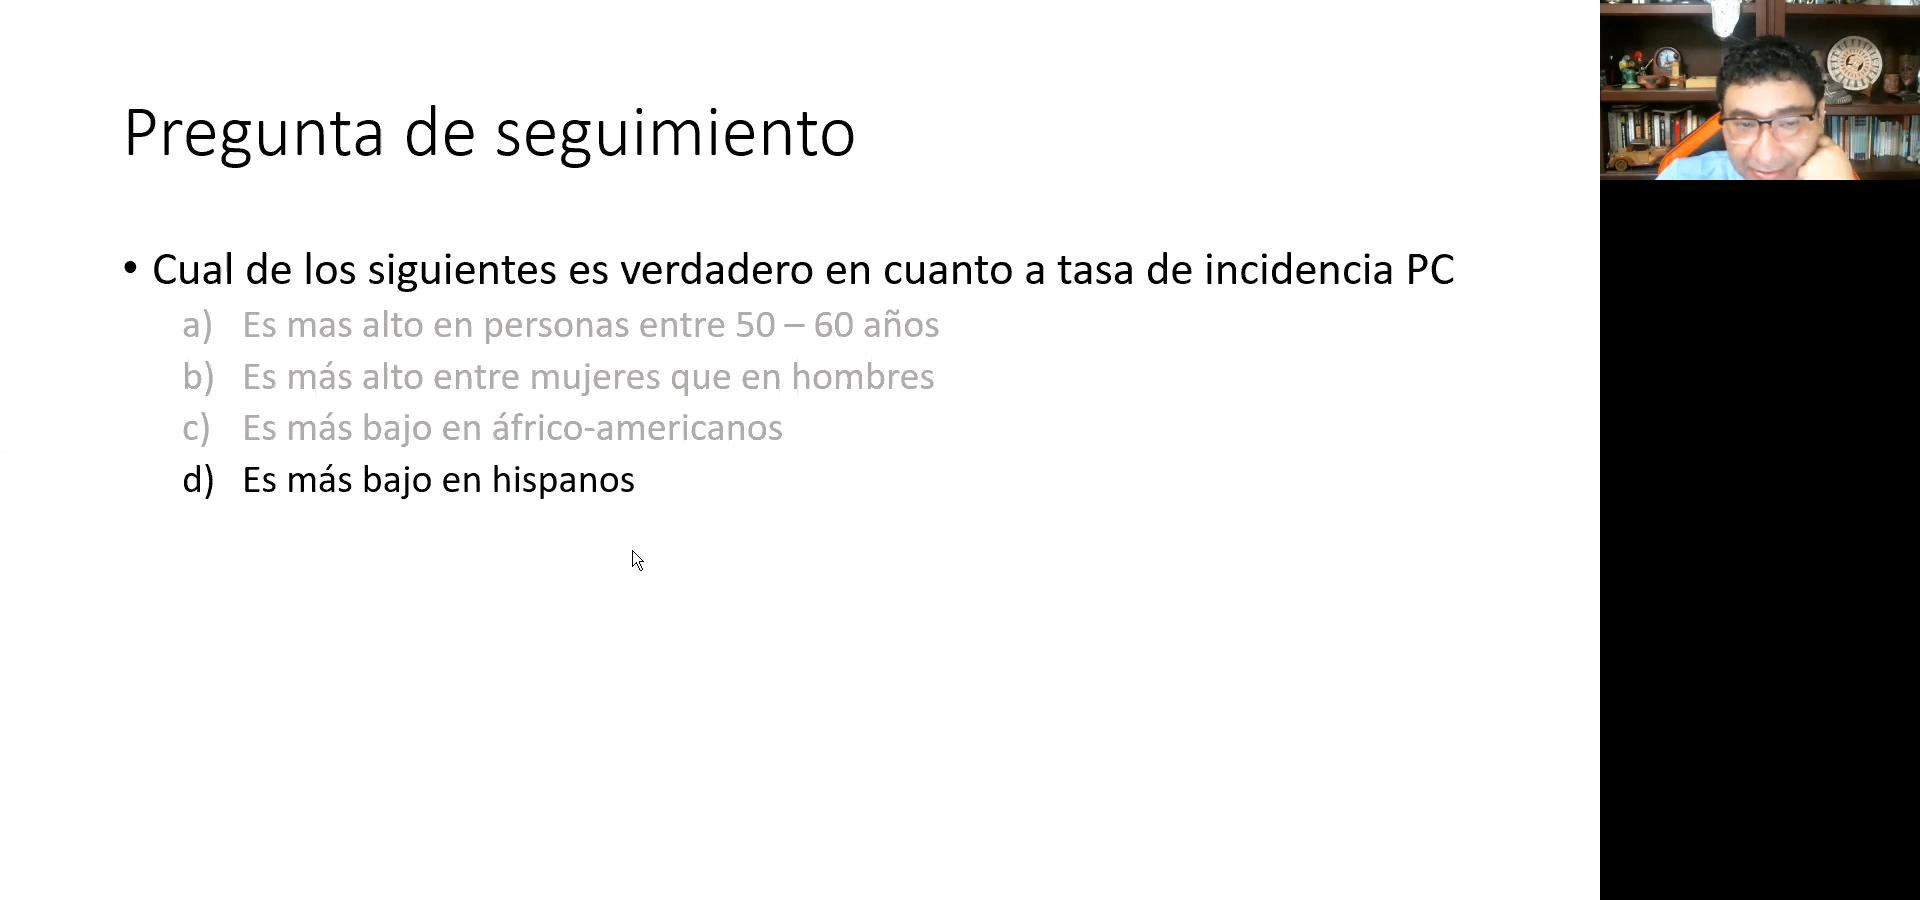 Pregunta de seguimiento
• Cual de los siguientes es verdadero en cuanto a tasa de incidencia PC
a) Es mas alto en personas entre 50 – 60 años
b) Es más alto entre mujeres que en hombres
c) Es más bajo en áfrico-americanos
d) Es más bajo en hispanos